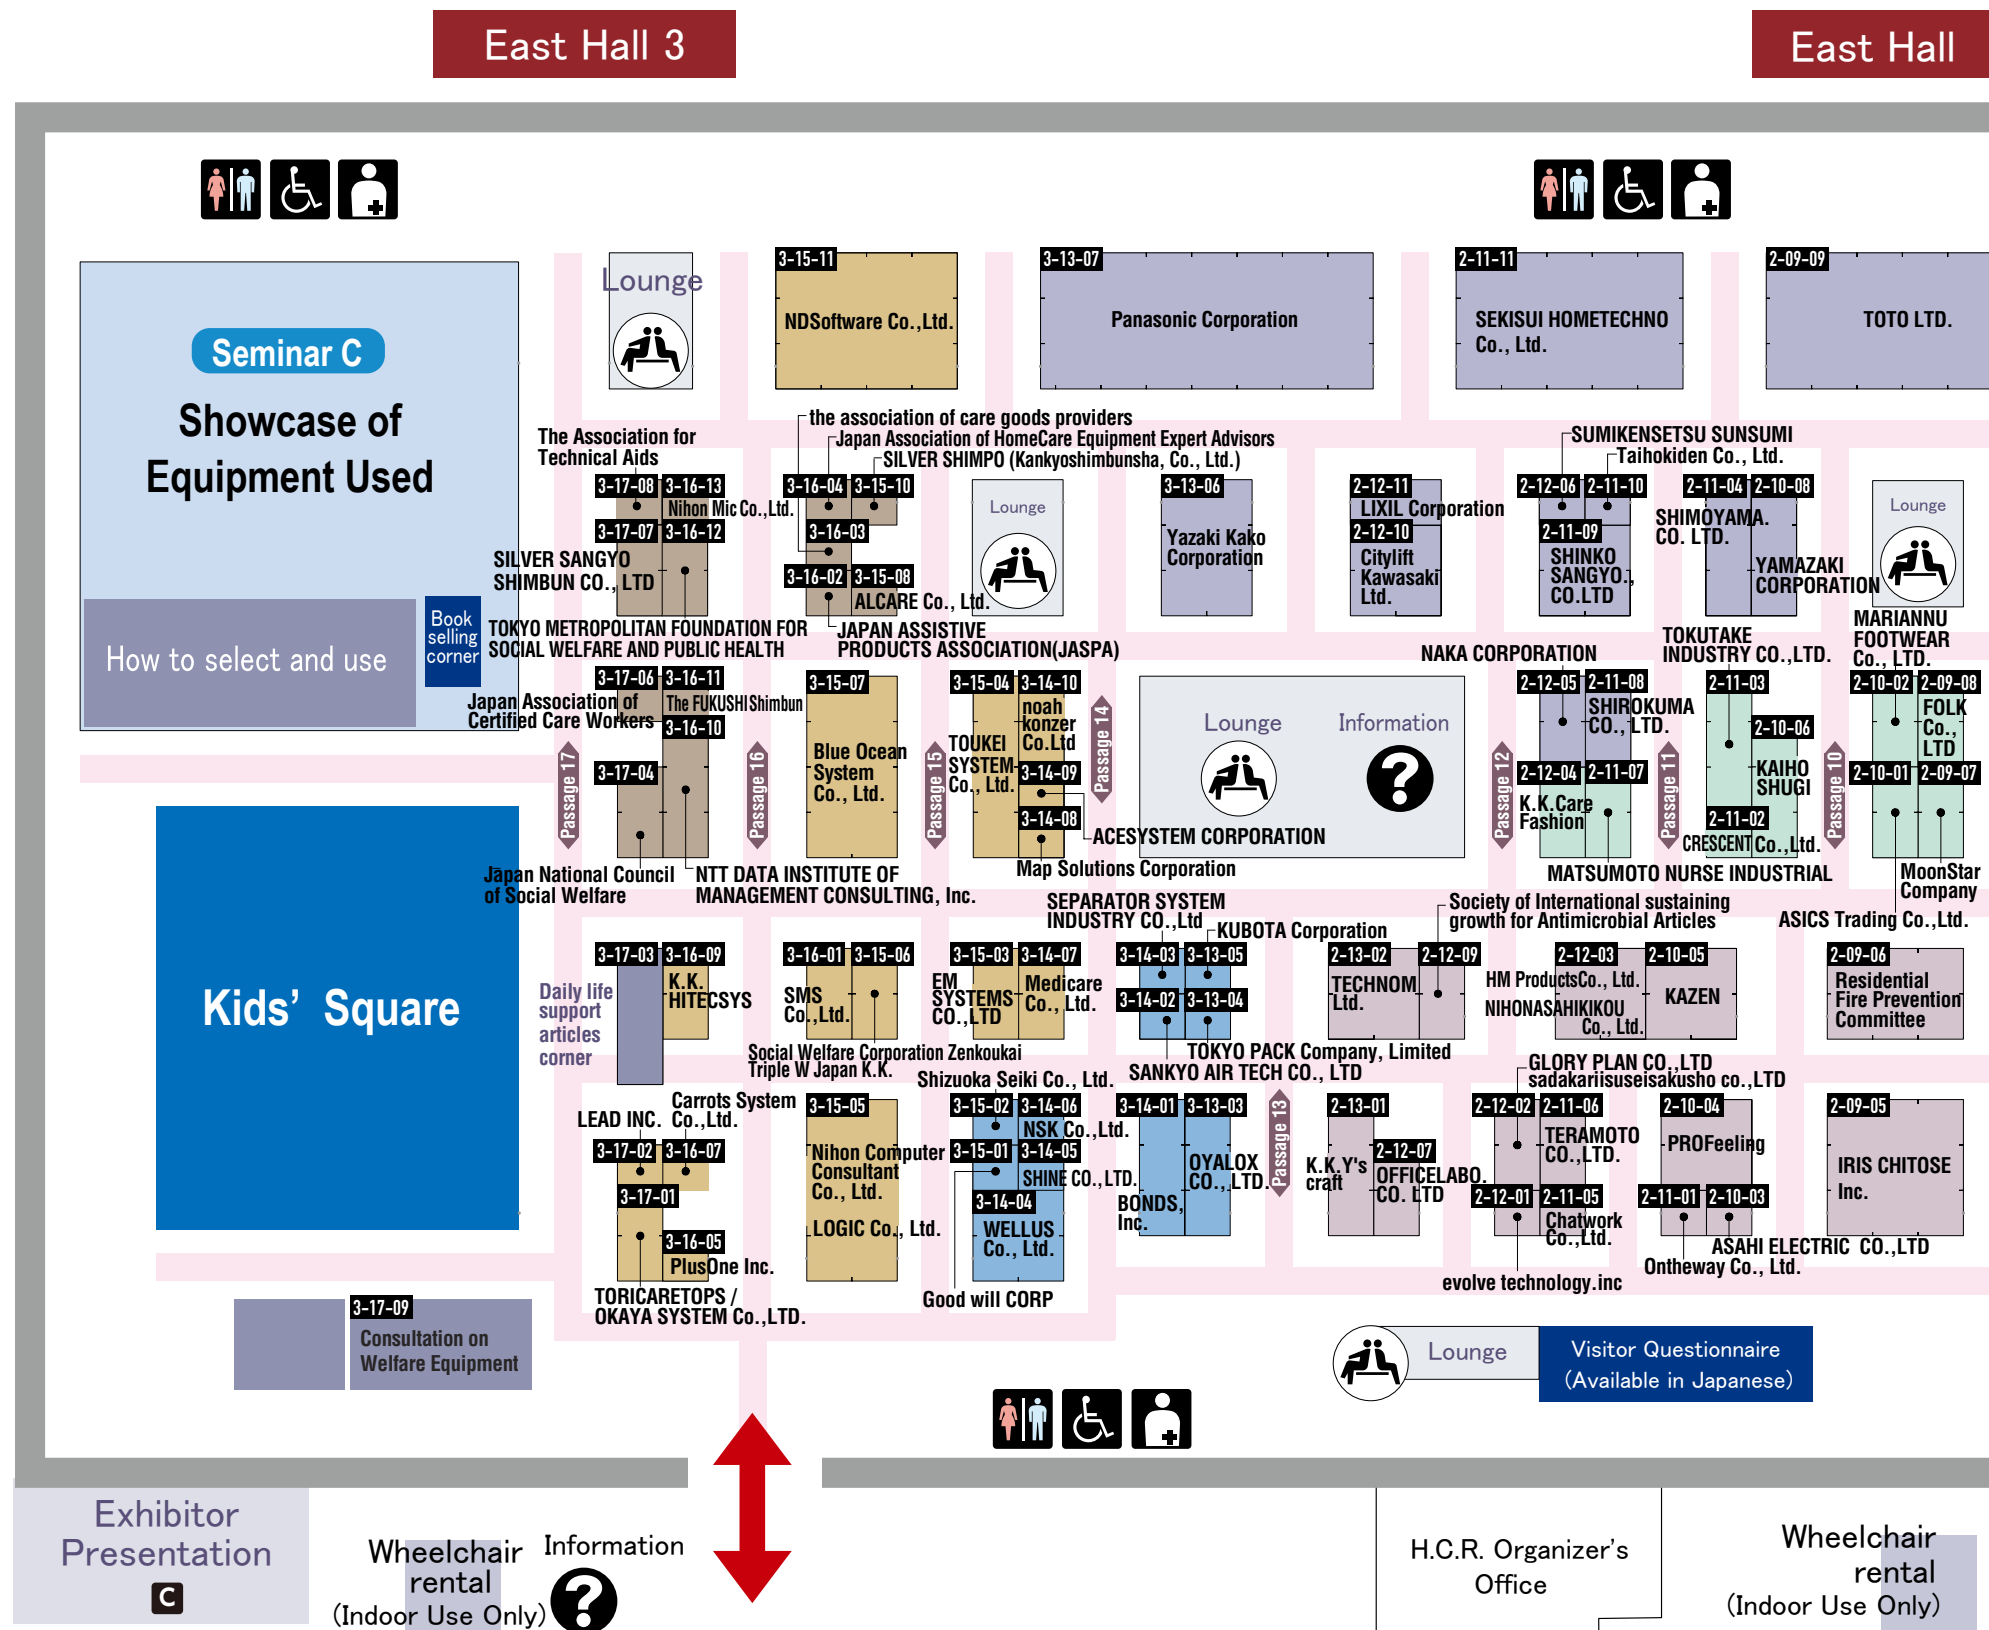 East Hall 3
East Hall
Seminar C
Showcase of
Equipment Used
How to select and use
Book
selling
corner
Kids’ Square
Lounge
3-15-11
NDSoftware Co.,Ltd.
3-13-07
Panasonic Corporation
2-11-11
SEKISUI HOMETECHNO
Co., Ltd.
2-09-09
TOTO LTD.
The Association for
Technical Aids
3-17-08
3-16-13
Nihon Mic Co.,Ltd.
3-17-07
3-16-12
SILVER SANGYO
SHIMBUN CO., LTD
TOKYO METROPOLITAN FOUNDATION FOR
SOCIAL WELFARE AND PUBLIC HEALTH
the association of care goods providers
Japan Association of HomeCare Equipment Expert Advisors
SILVER SHIMPO (Kankyoshimbunsha, Co., Ltd.)
3-16-04
3-15-10
3-16-03
3-16-02
3-15-08
ALCARE Co., Ltd.
JAPAN ASSISTIVE
PRODUCTS ASSOCIATION(JASPA)
Lounge
3-13-06
Yazaki Kako
Corporation
2-12-11
LIXIL Corporation
2-12-10
Citylift
Kawasaki
Ltd.
SUMIKENSETSU SUNSUMI
Taihokiden Co., Ltd.
2-12-06
2-11-10
2-11-09
SHINKO
SANGYO.,
CO.LTD
2-11-04
2-10-08
SHIMOYAMA.
CO. LTD.
YAMAZAKI
CORPORATION
Lounge
3-17-06
3-16-11
The FUKUSHI Shimbun
Japan Association of
Certified Care Workers
3-16-10
3-17-04
Japan National Council
of Social Welfare
NTT DATA INSTITUTE OF
MANAGEMENT CONSULTING, Inc.
Passage 17
Passage 16
3-15-07
Blue Ocean
System
Co., Ltd.
Passage 15
3-15-04
3-14-10
noah
konzer
Co.Ltd
TOUKEI
SYSTEM
Co., Ltd.
3-14-09
3-14-08
ACESYSTEM CORPORATION
Map Solutions Corporation
Passage 14
Lounge
Information
NAKA CORPORATION
2-12-05
2-11-08
SHIROKUMA
CO., LTD.
Passage 12
2-12-04
2-11-07
K.K.Care
Fashion
MATSUMOTO NURSE INDUSTRIAL
Passage 11
TOKUTAKE
INDUSTRY CO.,LTD.
2-11-03
2-10-06
KAIHO
SHUGI
2-11-02
CRESCENT Co.,Ltd.
Passage 10
MARIANNU
FOOTWEAR
Co., LTD.
2-10-02
2-09-08
FOLK
Co.,
LTD
2-10-01
2-09-07
MoonStar
Company
ASICS Trading Co.,Ltd.
3-17-03
3-16-09
K.K.
HITECSYS
Daily life
support
articles
corner
3-16-01
3-15-06
SMS
Co.,Ltd.
Social Welfare Corporation Zenkoukai
Triple W Japan K.K.
3-15-03
3-14-07
EM
SYSTEMS
CO.,LTD
Medicare
Co., Ltd.
SEPARATOR SYSTEM
INDUSTRY CO.,Ltd
KUBOTA Corporation
3-14-03
3-13-05
3-14-02
3-13-04
TOKYO PACK Company, Limited
SANKYO AIR TECH CO., LTD
Society of International sustaining
growth for Antimicrobial Articles
2-13-02
2-12-09
TECHNOM
Ltd.
2-12-03
2-10-05
HM ProductsCo., Ltd.
NIHONASAHIKIKOU
Co., Ltd.
KAZEN
2-09-06
Residential
Fire Prevention
Committee
LEAD INC.
Carrots System
Co.,Ltd.
3-17-02
3-16-07
3-17-01
3-16-05
PlusOne Inc.
TORICARETOPS /
OKAYA SYSTEM Co.,LTD.
3-15-05
Nihon Computer
Consultant
Co., Ltd.
LOGIC Co., Ltd.
Shizuoka Seiki Co., Ltd.
3-15-02
3-14-06
NSK Co.,Ltd.
3-15-01
3-14-05
SHINE CO., LTD.
3-14-04
WELLUS
Co., Ltd.
Good will CORP
3-14-01
3-13-03
OYALOX
CO., LTD.
BONDS,
Inc.
Passage 13
2-13-01
K.K.Y's
craft
2-12-07
OFFICELABO.
CO. LTD
GLORY PLAN CO.,LTD
sadakariisuseisakusho co.,LTD
2-12-02
2-11-06
TERAMOTO
CO.,LTD.
2-12-01
2-11-05
Chatwork
Co.,Ltd.
evolve technology.inc
2-10-04
PROFeeling
2-11-01
2-10-03
ASAHI ELECTRIC CO.,LTD
Ontheway Co., Ltd.
2-09-05
IRIS CHITOSE
Inc.
3-17-09
Consultation on
Welfare Equipment
Lounge
Visitor Questionnaire
(Available in Japanese)
Exhibitor
Presentation
C
Wheelchair
rental
(Indoor Use Only)
Information
H.C.R. Organizer's
Office
Wheelchair
rental
(Indoor Use Only)